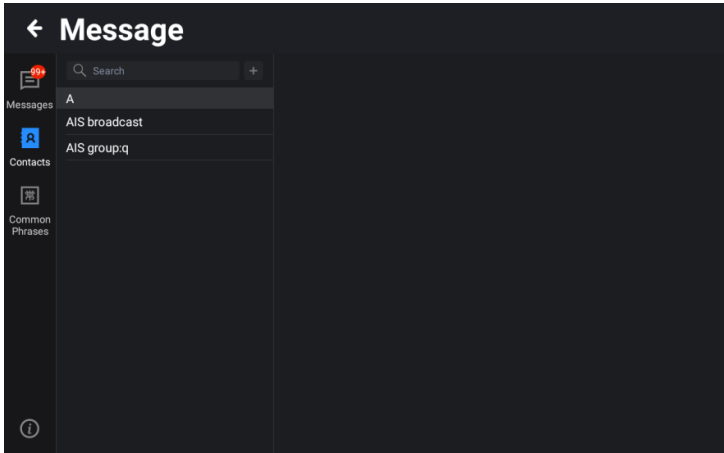 Message
99+
Messages
Search
+
A
AIS broadcast
AIS group:q
Contacts
常
Common
Phrases
i